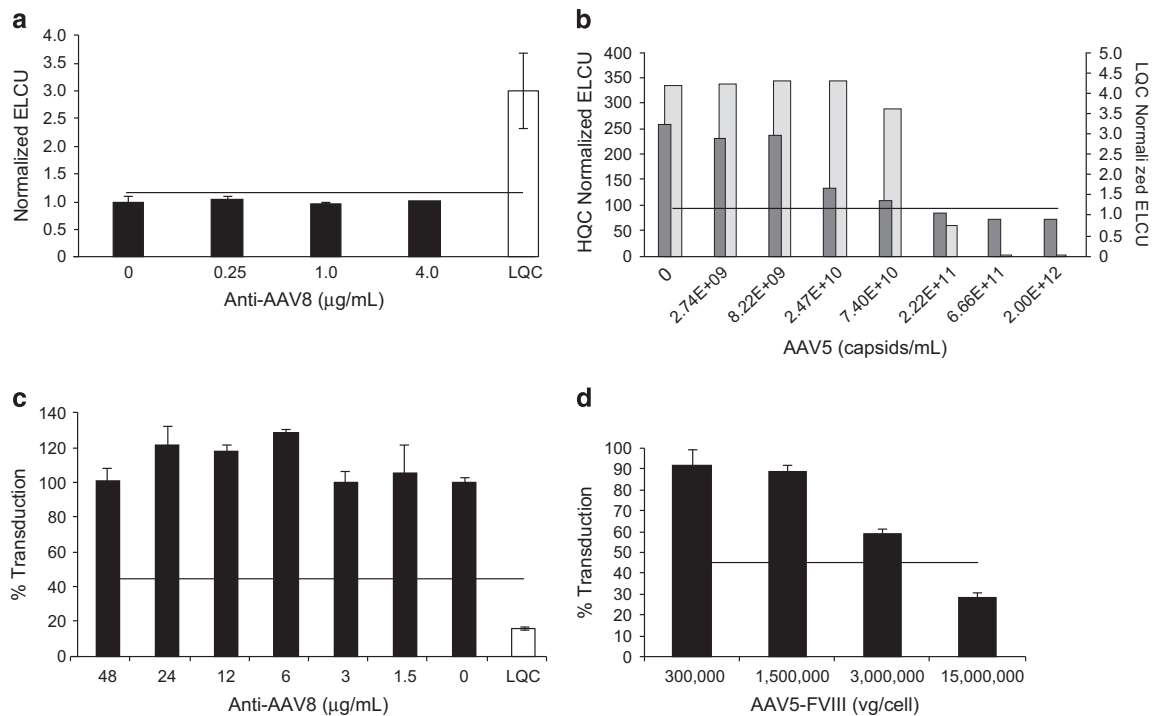 a
Normalized ELCU
4.0
3.5
3.0
2.5
2.0
1.5
1.0
0.5
0
0 0.25 1.0 4.0 LQC
Anti-AAV8 (μg/mL)
b
HQC Normalized ELCU
400
350
300
250
200
150
100
50
0
5.0
4.5
4.0
3.5
3.0
2.5
2.0
1.5
1.0
0.5
0
LQC Normalized ELCU
0 2.74E+09 8.22E+09 2.47E+10 7.40E+10 2.22E+11 6.66E+11 2.00E+12
AAV5 (capsids/mL)
c
% Transduction
140
120
100
80
60
40
20
0
48 24 12 6 3 1.5 0 LQC
Anti-AAV8 (μg/mL)
d
% Transduction
100
90
80
70
60
50
40
30
20
10
0
300,000 1,500,000 3,000,000 15,000,000
AAV5-FVIII (vg/cell)